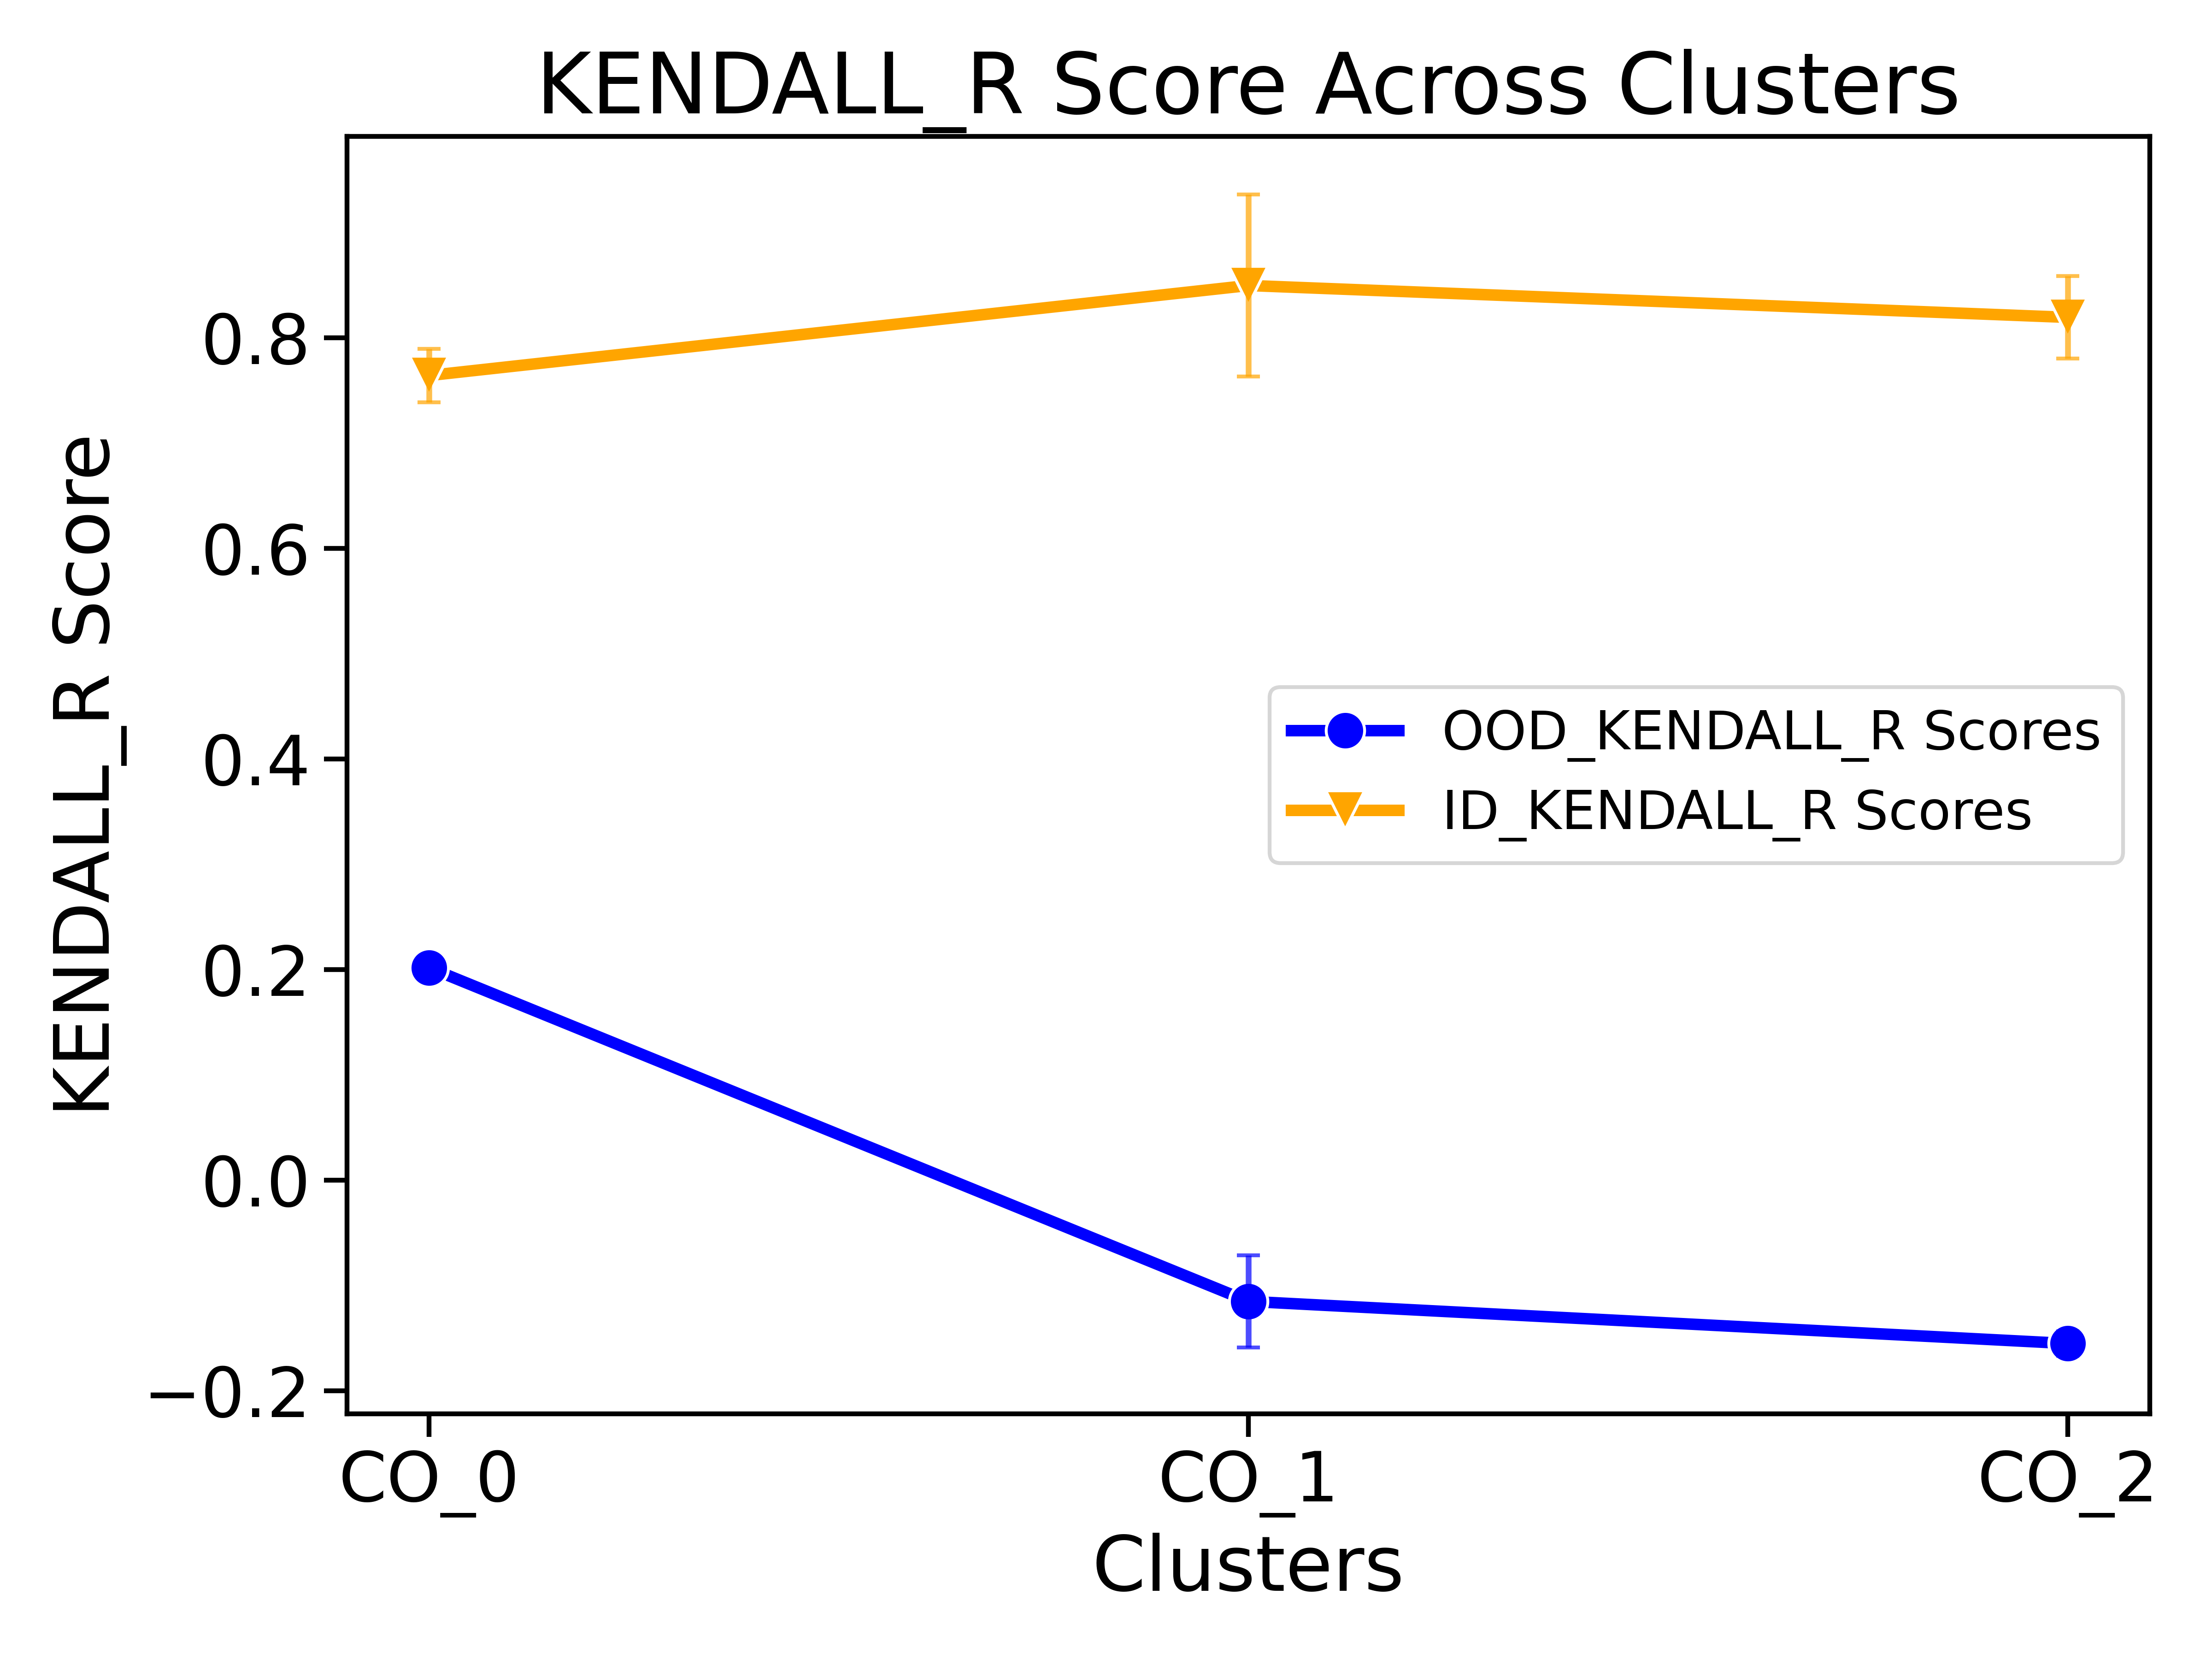 KENDALL_R Score Across Clusters
KENDALL_R Score
0.8
0.6
0.4
0.2
0.0
−0.2
OOD_KENDALL_R Scores
ID_KENDALL_R Scores
CO_0 CO_1 CO_2
Clusters